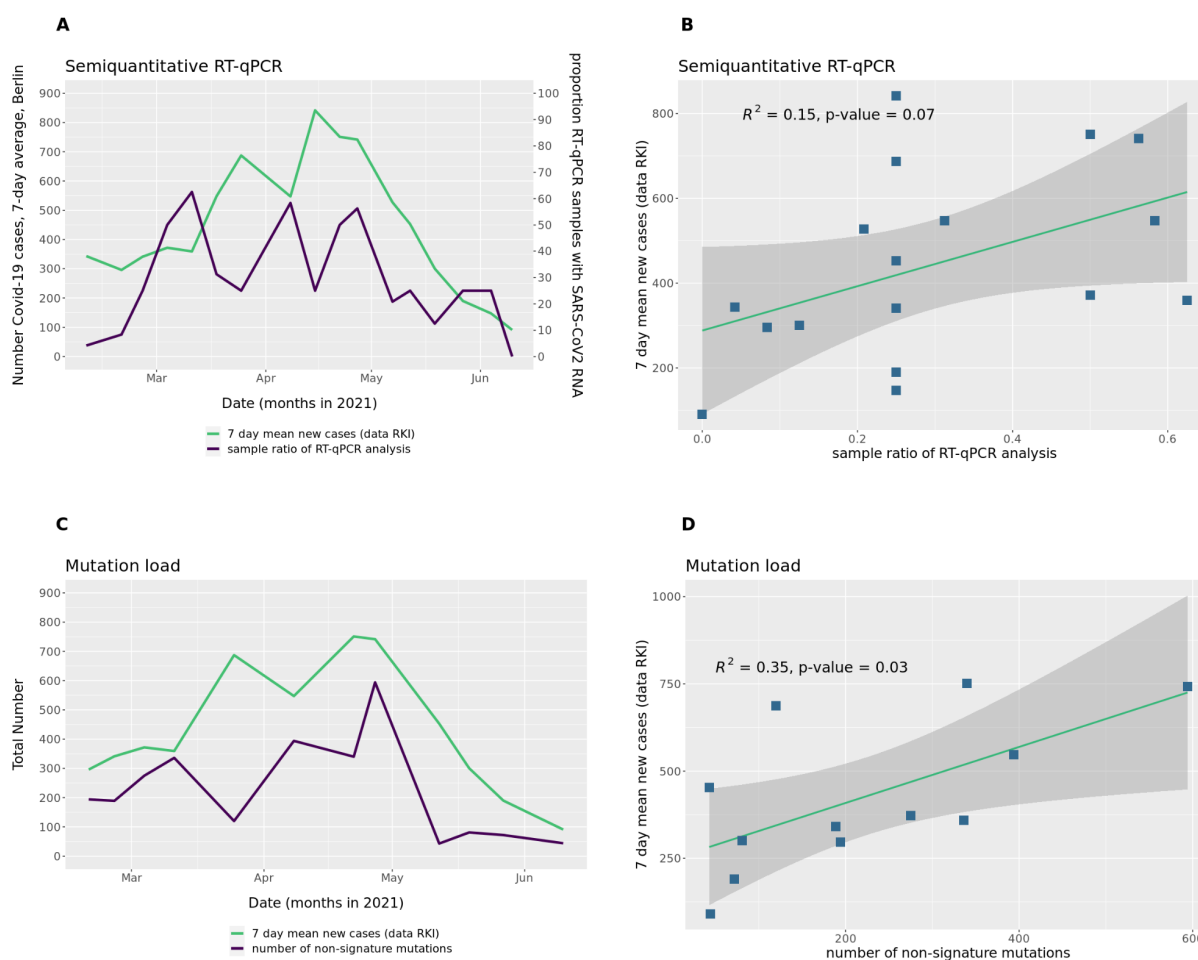 A
Semiquantitative RT-qPCR
Number Covid-19 cases, 7-day average, Berlin
900
800
700
600
500
400
300
200
100
0
100
90
80
70
60
50
40
30
20
10
0
proportion RT-qPCR samples with SARS-CoV2 RNA
Mar Apr May Jun
Date (months in 2021)
7 day mean new cases (data RKI)
sample ratio of RT-qPCR analysis
B
Semiquantitative RT-qPCR
7 day mean new cases (data RKI)
R² = 0.15, p-value = 0.07
800
600
400
200
0.0 0.2 0.4 0.6
sample ratio of RT-qPCR analysis
C
Mutation load
Total Number
900
800
700
600
500
400
300
200
100
0
Mar Apr May Jun
Date (months in 2021)
7 day mean new cases (data RKI)
number of non-signature mutations
D
Mutation load
7 day mean new cases (data RKI)
R² = 0.35, p-value = 0.03
1000
750
500
250
200 400 600
number of non-signature mutations